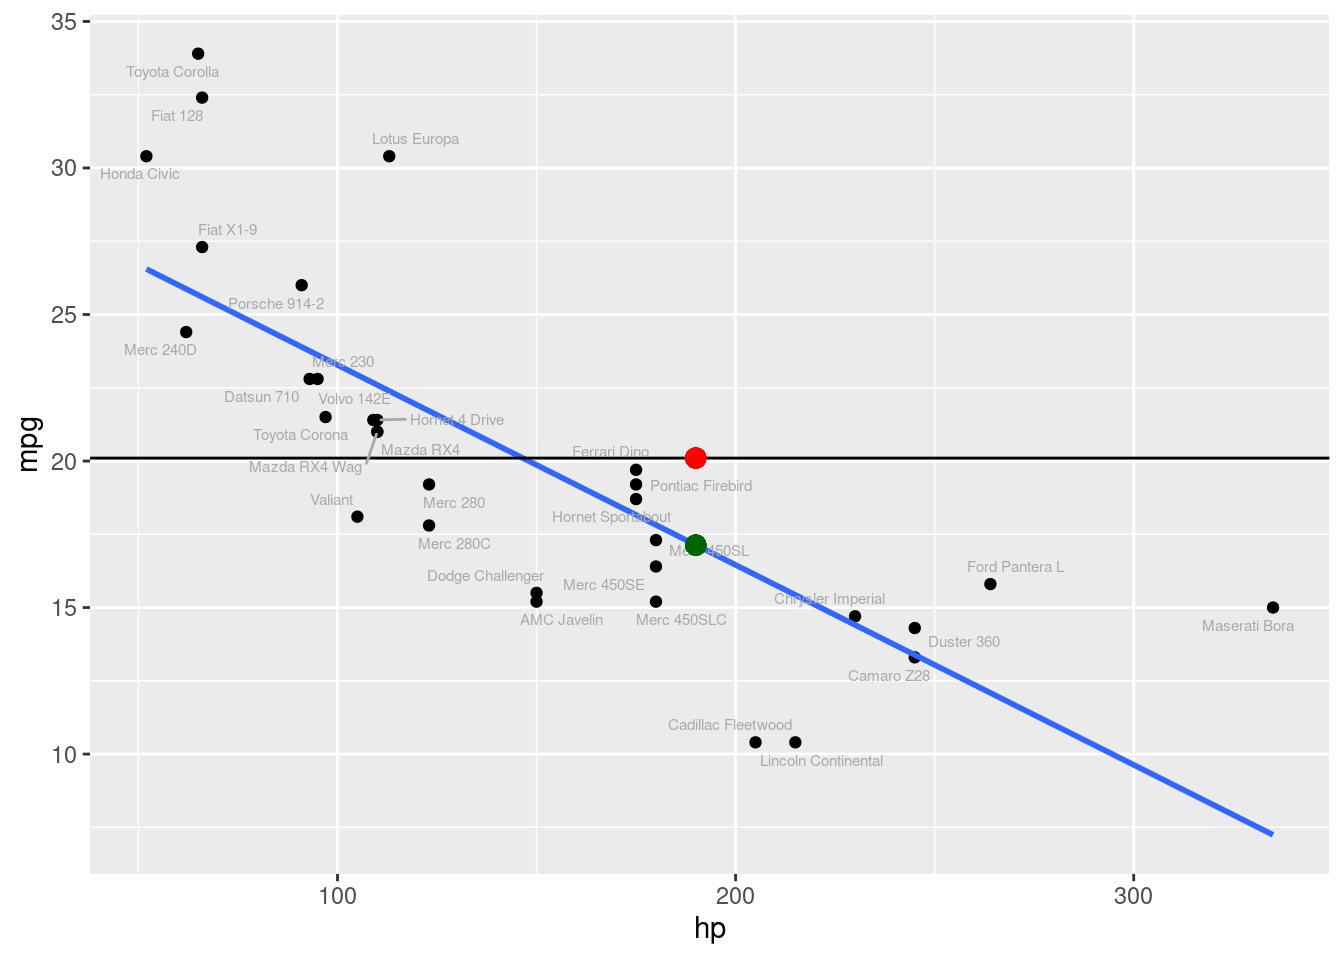 35
Toyota Corolla
Fiat 128
Lotus Europa
30
Honda Civic
Fiat X1-9
Porsche 914-2
25
Merc 240D
Merc 230
Datsun 710
Volvo 142E
Hornet 4 Drive
Toyota Corona
Mazda RX4
Ferrari Dino
mpg
20
Mazda RX4 Wag
Pontiac Firebird
Valiant
Merc 280
Hornet Sportabout
Merc 280C
Merc 450SL
Ford Pantera L
Dodge Challenger
Merc 450SE
Chrysler Imperial
15
AMC Javelin
Merc 450SLC
Maserati Bora
Duster 360
Camaro Z28
Cadillac Fleetwood
10
Lincoln Continental
100
200
300
hp